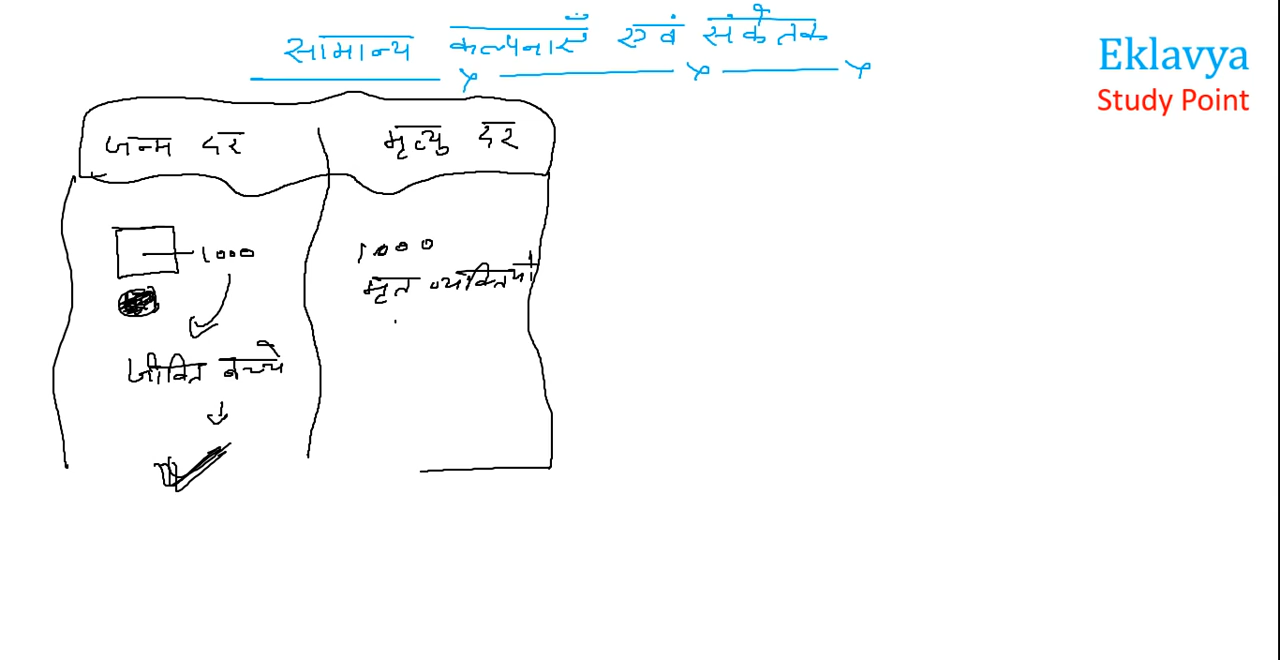 सामान्य कल्पनाएँ एवं संकेतक
Eklavya
Study Point
जन्म दर
मृत्यु दर
1000
जीवित बच्चे
1000
मृत व्यक्तियों